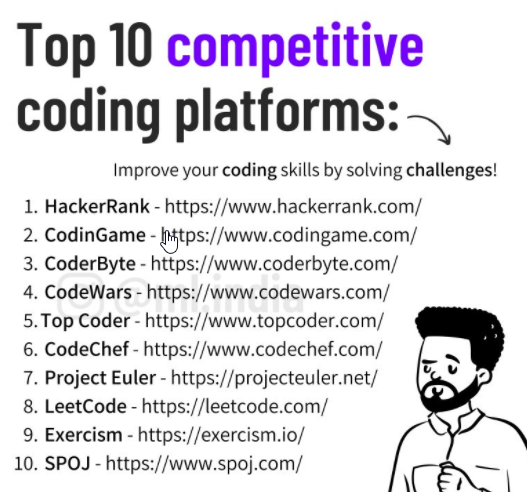 Top 10 competitive
coding platforms:
Improve your coding skills by solving challenges!
1. HackerRank - https://www.hackerrank.com/
2. CodinGame - https://www.codingame.com/
3. CoderByte - https://www.coderbyte.com/
4. CodeWars - https://www.codewars.com/
@ml.india
5. Top Coder - https://www.topcoder.com/
6. CodeChef - https://www.codechef.com/
7. Project Euler - https://projecteuler.net/
8. LeetCode - https://leetcode.com/
9. Exercism - https://exercism.io/
10. SPOJ - https://www.spoj.com/